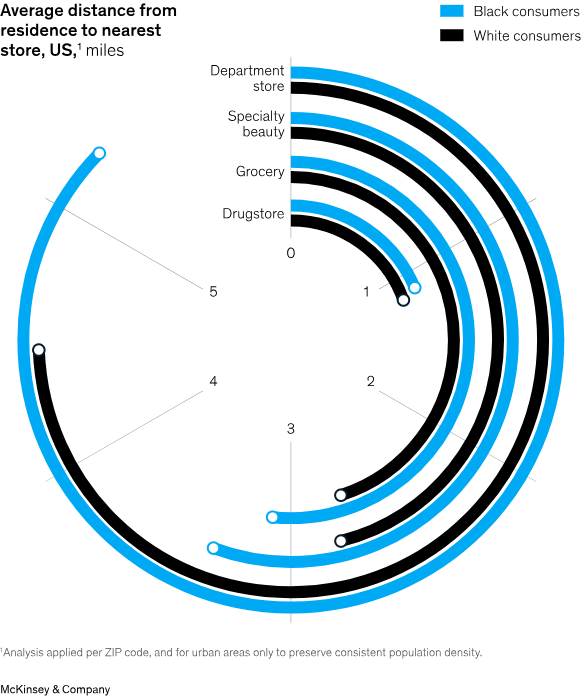 Average distance from
residence to nearest
store, US,¹ miles
Black consumers
White consumers
Department
store
Specialty
beauty
Grocery
Drugstore
0
1
2
3
4
5
¹Analysis applied per ZIP code, and for urban areas only to preserve consistent population density.
McKinsey & Company